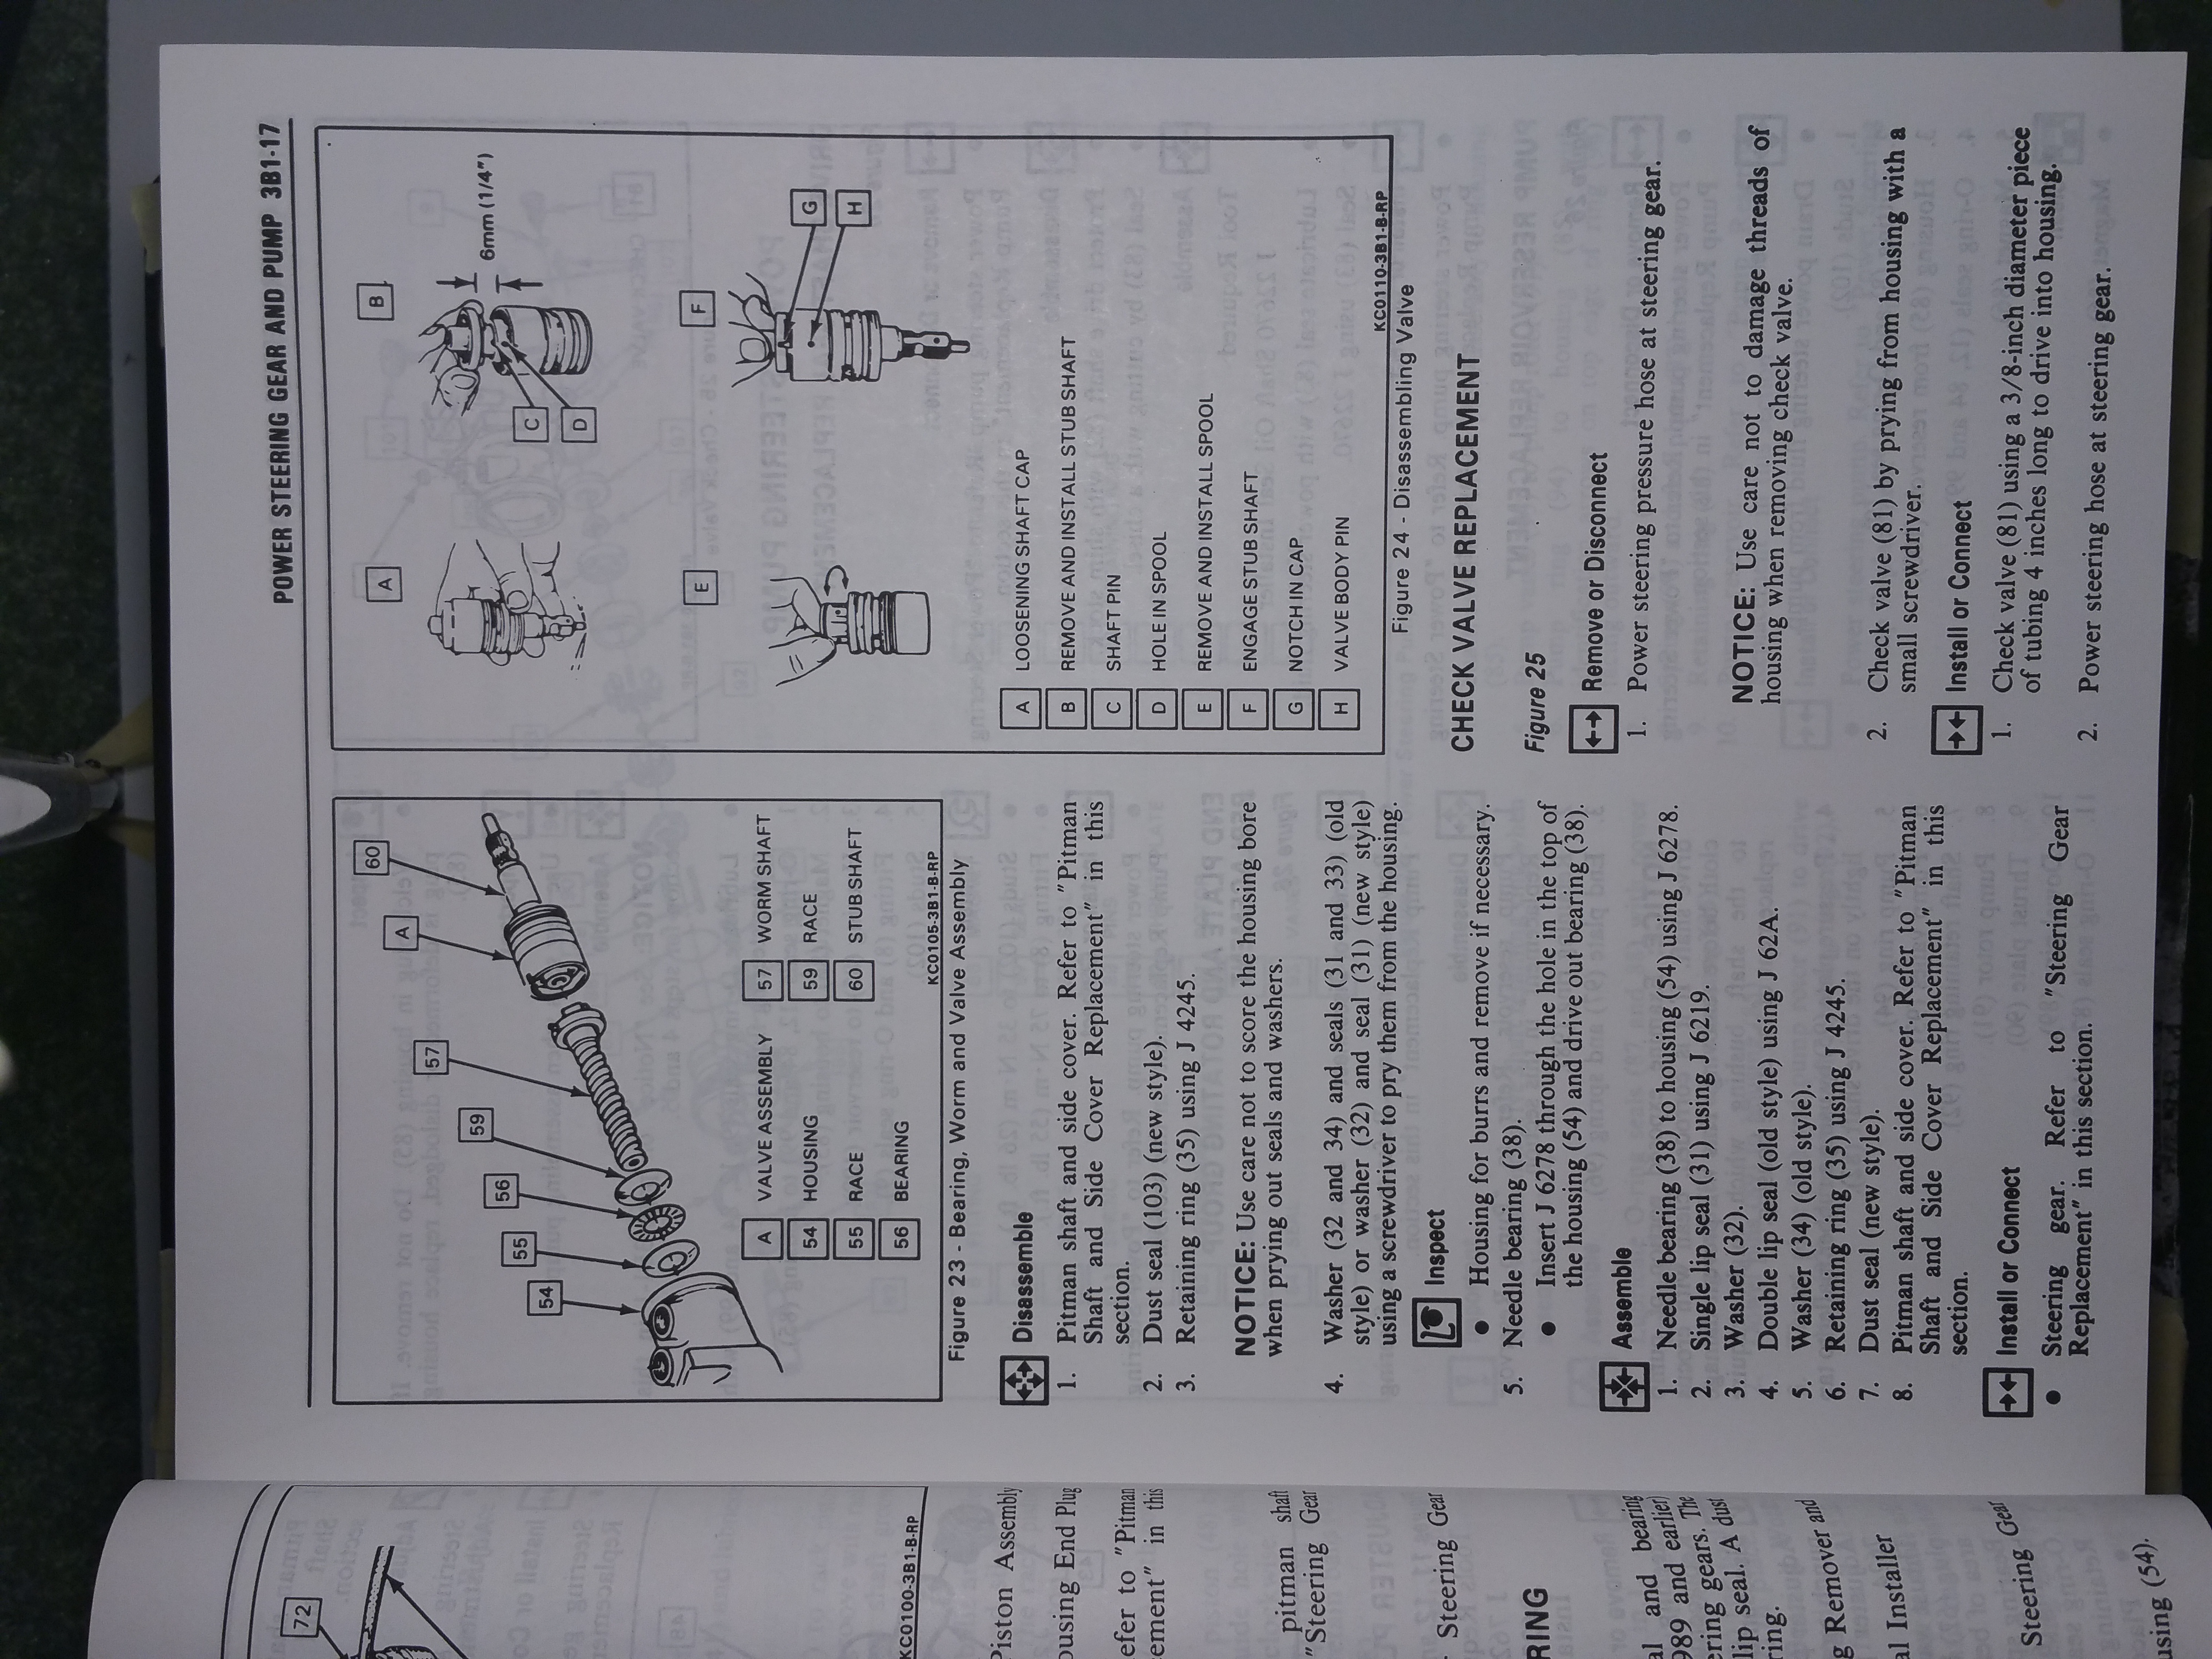 POWER STEERING GEAR AND PUMP 3B1-17
60
A
57
59
56
55
54
A VALVE ASSEMBLY
54 HOUSING
55 RACE
56 BEARING
57 WORM SHAFT
59 RACE
60 STUB SHAFT
KC0105-3B1-B-RP
Figure 23 - Bearing, Worm and Valve Assembly
Disassemble
1. Pitman shaft and side cover. Refer to "Pitman
Shaft and Side Cover Replacement" in this
section.
2. Dust seal (103) (new style).
3. Retaining ring (35) using J 4245.
NOTICE: Use care not to score the housing bore
when prying out seals and washers.
4. Washer (32 and 34) and seals (31 and 33) (old
style) or washer (32) and seal (31) (new style)
using a screwdriver to pry them from the housing.
Inspect
● Housing for burrs and remove if necessary.
5. Needle bearing (38).
● Insert J 6278 through the hole in the top of
the housing (54) and drive out bearing (38).
Assemble
1. Needle bearing (38) to housing (54) using J 6278.
2. Single lip seal (31) using J 6219.
3. Washer (32).
4. Double lip seal (old style) using J 62A.
5. Washer (34) (old style).
6. Retaining ring (35) using J 4245.
7. Dust seal (new style).
8. Pitman shaft and side cover. Refer to "Pitman
Shaft and Side Cover Replacement" in this
section.
Install or Connect
● Steering gear. Refer to "Steering Gear
Replacement" in this section.
A
B
6mm (1/4")
C
D
E
F
G
H
A LOOSENING SHAFT CAP
B REMOVE AND INSTALL STUB SHAFT
C SHAFT PIN
D HOLE IN SPOOL
E REMOVE AND INSTALL SPOOL
F ENGAGE STUB SHAFT
G NOTCH IN CAP
H VALVE BODY PIN
KC0110-3B1-B-RP
Figure 24 - Disassembling Valve
CHECK VALVE REPLACEMENT
Figure 25
Remove or Disconnect
1. Power steering pressure hose at steering gear.
NOTICE: Use care not to damage threads of
housing when removing check valve.
2. Check valve (81) by prying from housing with a
small screwdriver.
Install or Connect
1. Check valve (81) using a 3/8-inch diameter piece
of tubing 4 inches long to drive into housing.
2. Power steering hose at steering gear.
72
KC0100-3B1-B-RP
Piston Assembly
ousing End Plug
efer to "Pitman
cement" in this
pitman shaft
"Steering Gear
Steering Gear
RING
al and bearing
989 and earlier)
ering gears. The
lip seal. A dust
ring.
g Remover and
al Installer
Steering Gear
using (54).